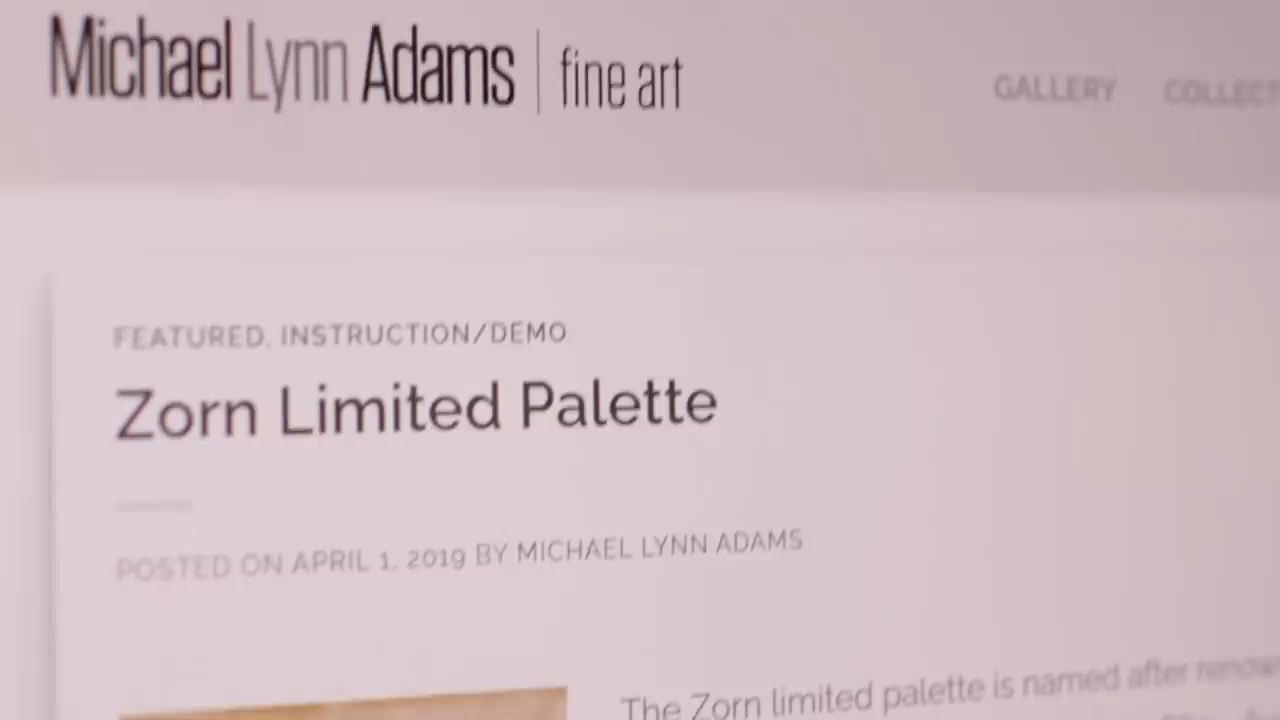 Michael Lynn Adams | fine art
GALLERY
FEATURED, INSTRUCTION/DEMO
Zorn Limited Palette
POSTED ON APRIL 1, 2019 BY MICHAEL LYNN ADAMS
The Zorn limited palette is named after